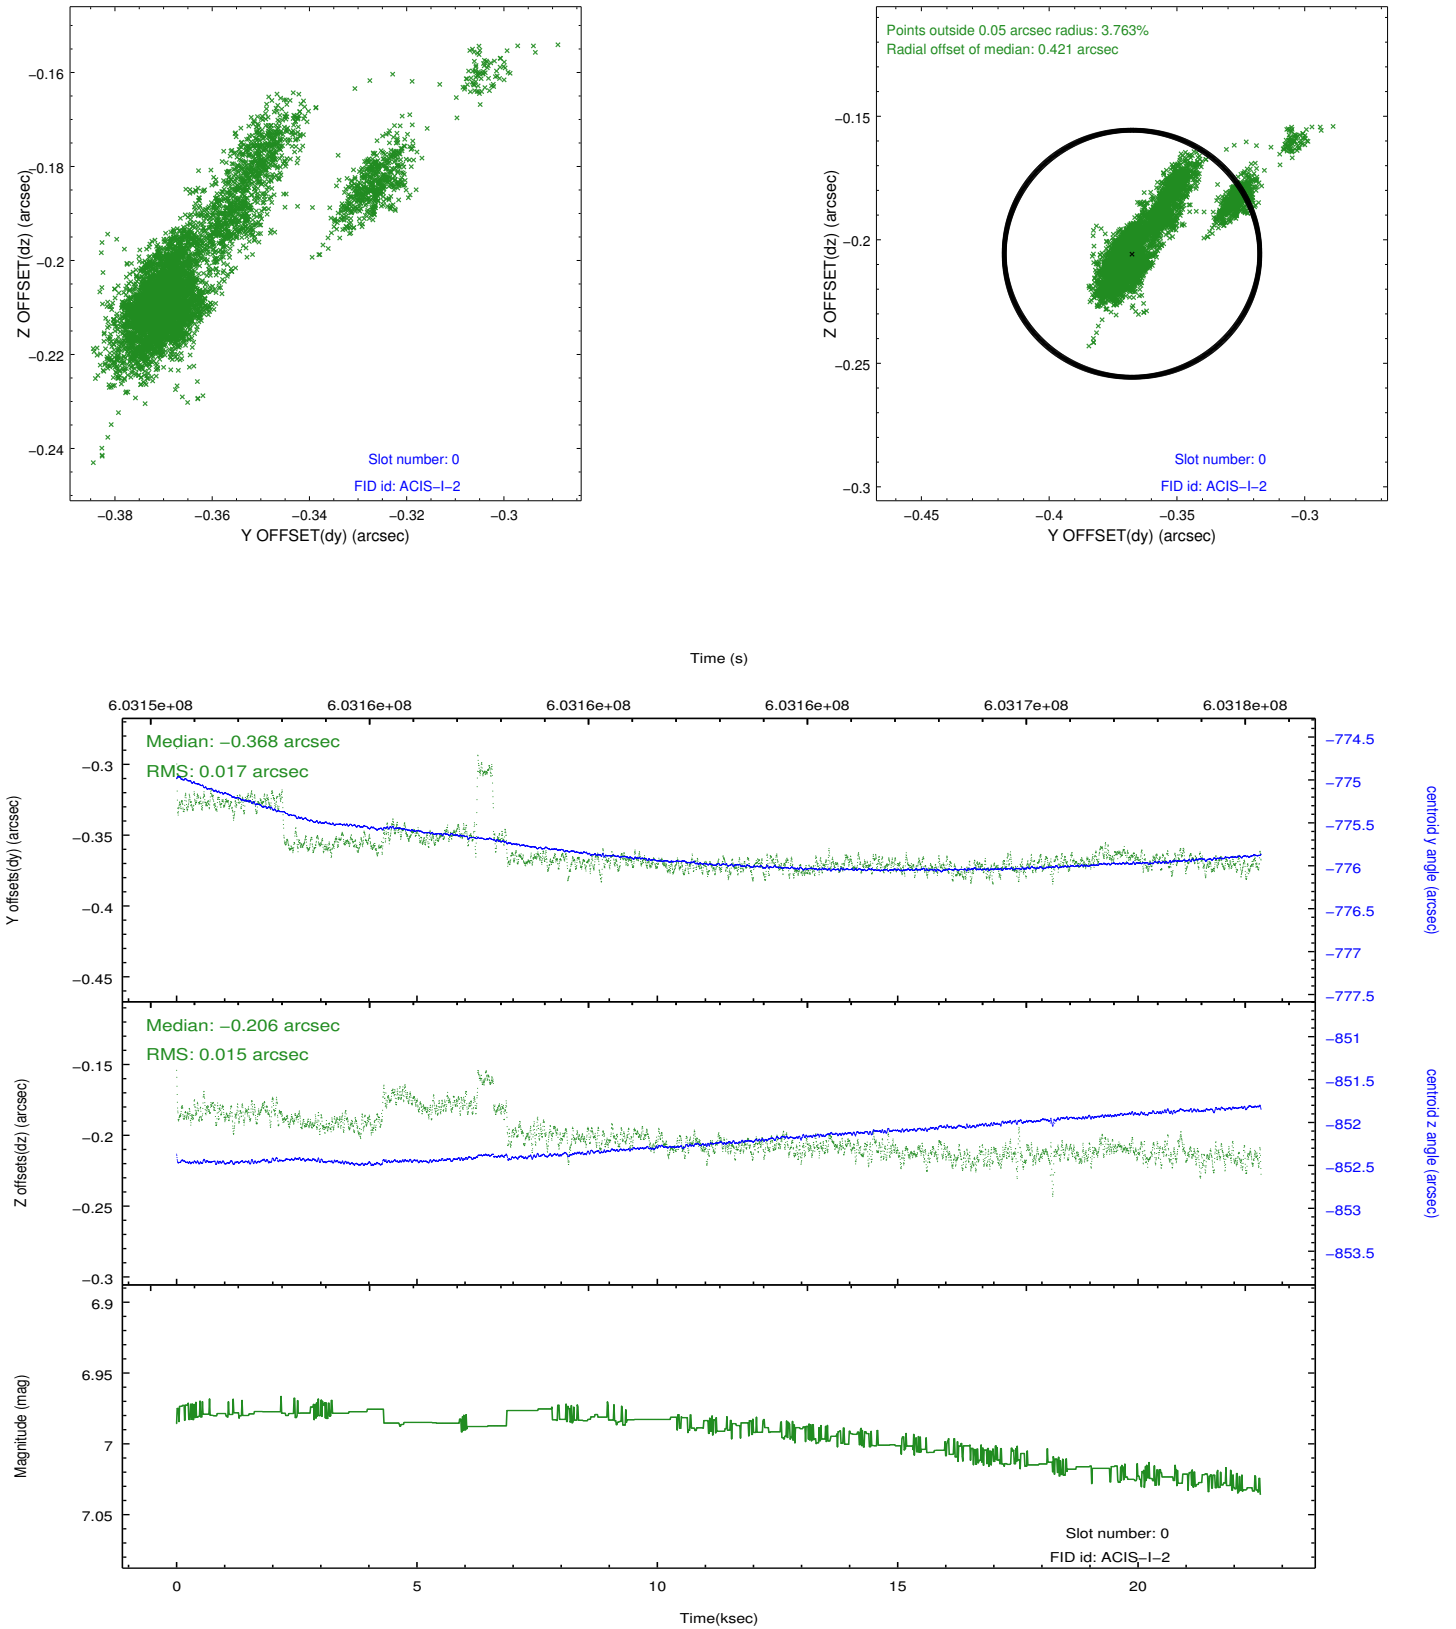 −0.16
−0.18
−0.2
−0.22
−0.24
Z OFFSET(dz) (arcsec)
Slot number: 0
FID id: ACIS−I−2
−0.38 −0.36 −0.34 −0.32 −0.3
Y OFFSET(dy) (arcsec)
Points outside 0.05 arcsec radius: 3.763%
Radial offset of median: 0.421 arcsec
−0.15
−0.2
−0.25
−0.3
Z OFFSET(dz) (arcsec)
Slot number: 0
FID id: ACIS−I−2
−0.45 −0.4 −0.35 −0.3
Y OFFSET(dy) (arcsec)
Time (s)
6.0315e+08 6.0316e+08 6.0316e+08 6.0316e+08 6.0317e+08 6.0318e+08
Median: −0.368 arcsec
RMS: 0.017 arcsec
−0.3
−0.35
−0.4
−0.45
Y offsets(dy) (arcsec)
−774.5
−775
−775.5
−776
−776.5
−777
−777.5
centroid y angle (arcsec)
Median: −0.206 arcsec
RMS: 0.015 arcsec
−0.15
−0.2
−0.25
−0.3
Z offsets(dz) (arcsec)
−851
−851.5
−852
−852.5
−853
−853.5
centroid z angle (arcsec)
6.9
6.95
7
7.05
Magnitude (mag)
Slot number: 0
FID id: ACIS−I−2
0 5 10 15 20
Time(ksec)